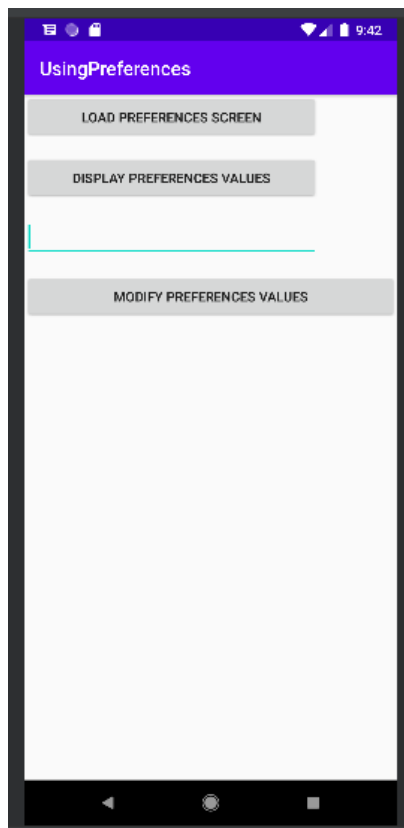 9:42
UsingPreferences
LOAD PREFERENCES SCREEN
DISPLAY PREFERENCES VALUES
MODIFY PREFERENCES VALUES